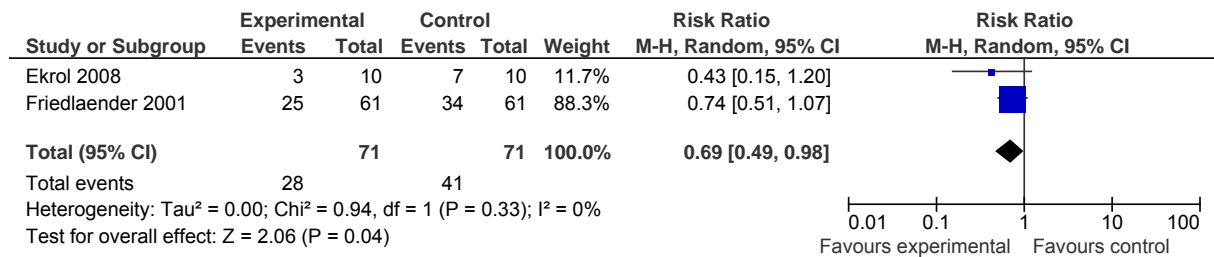 Experimental Control Risk Ratio Risk Ratio
Study or Subgroup Events Total Events Total Weight M-H, Random, 95% CI M-H, Random, 95% CI
Ekrol 2008 3 10 7 10 11.7% 0.43 [0.15, 1.20]
Friedlaender 2001 25 61 34 61 88.3% 0.74 [0.51, 1.07]
Total (95% CI) 71 71 100.0% 0.69 [0.49, 0.98]
Total events 28 41
Heterogeneity: Tau² = 0.00; Chi² = 0.94, df = 1 (P = 0.33); I² = 0%
Test for overall effect: Z = 2.06 (P = 0.04)
0.01 0.1 1 10 100
Favours experimental Favours control